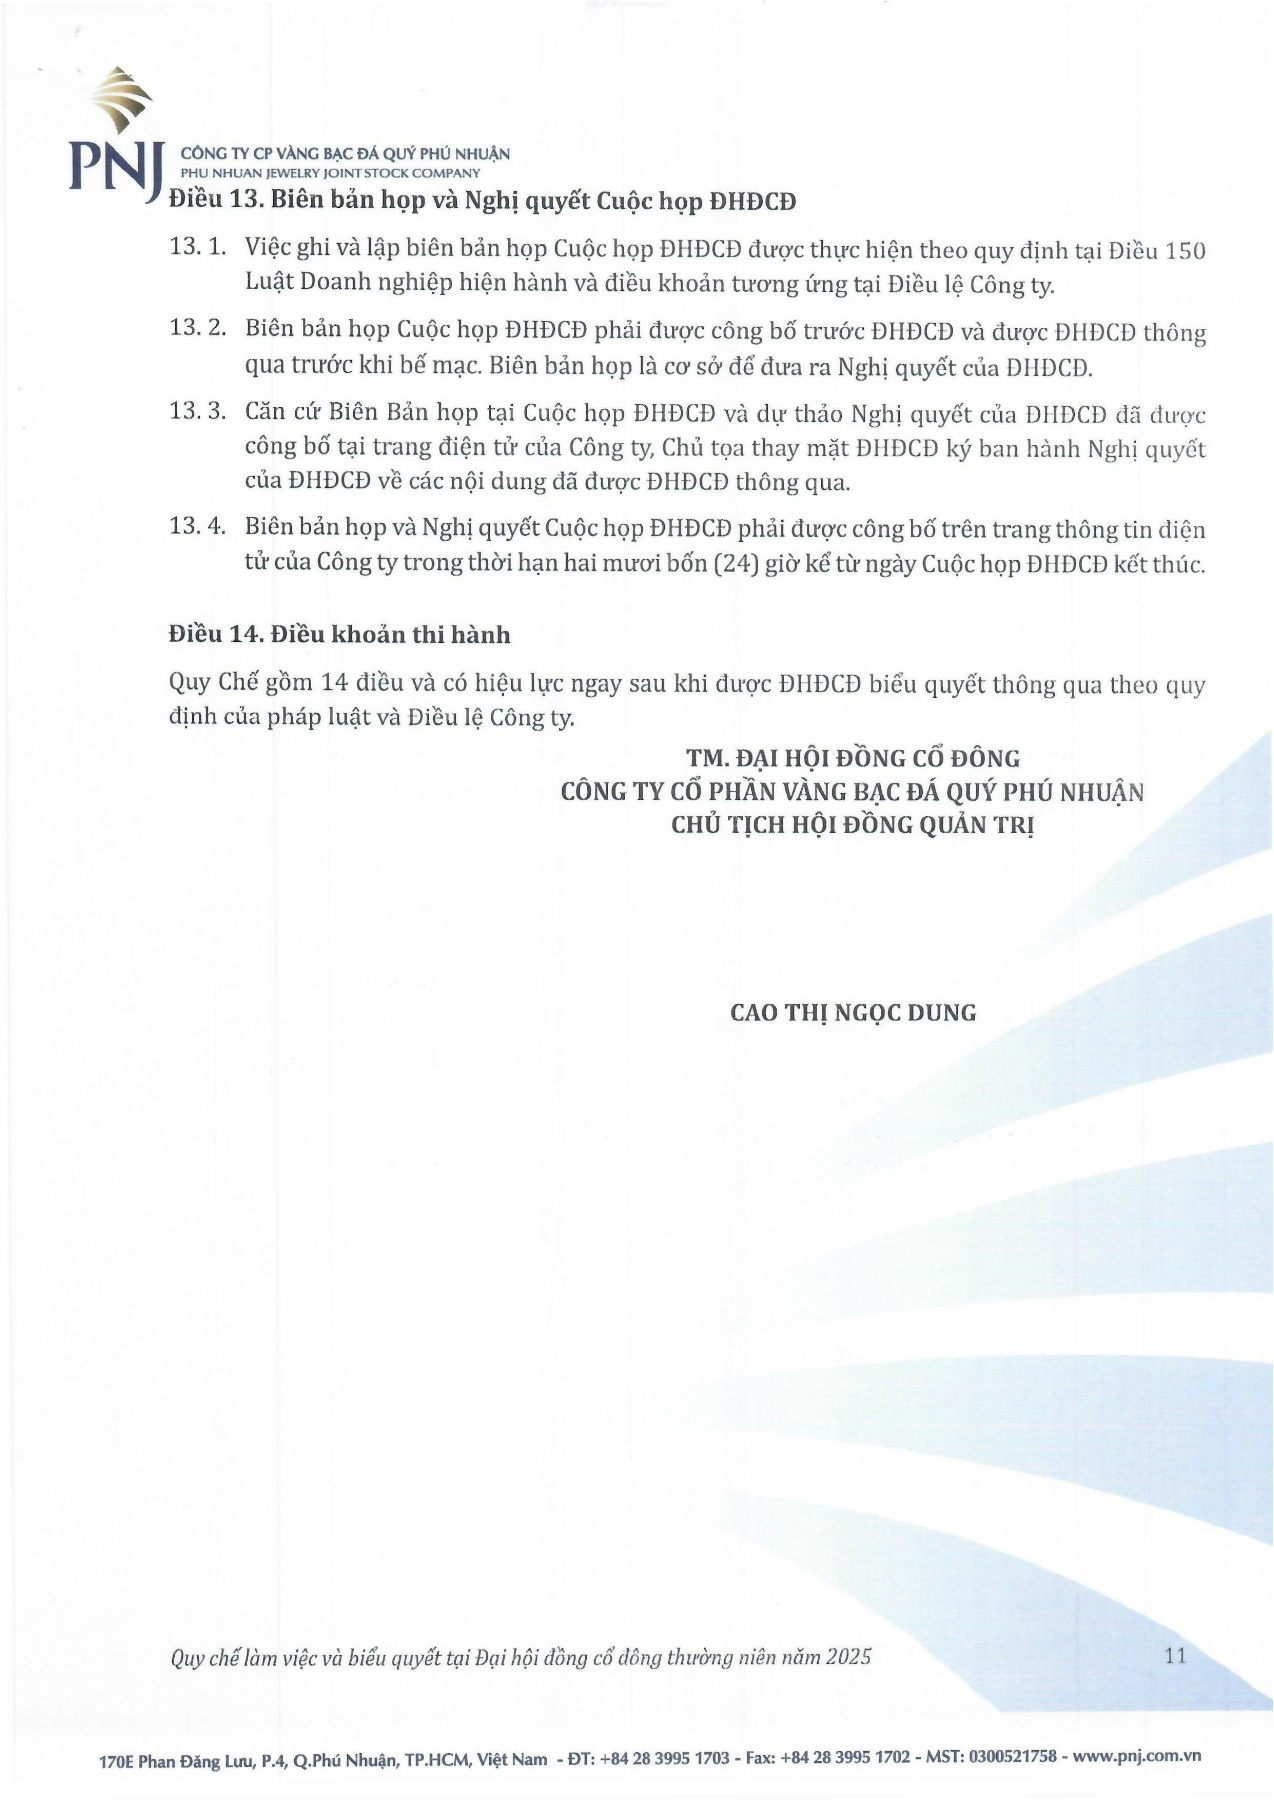 PNJ
CÔNG TY CP VÀNG BẠC ĐÁ QUÝ PHÚ NHUẬN
PHU NHUAN JEWELRY JOINT STOCK COMPANY
Điều 13. Biên bản họp và Nghị quyết Cuộc họp ĐHĐCĐ
13. 1. Việc ghi và lập biên bản họp Cuộc họp ĐHĐCĐ được thực hiện theo quy định tại Điều 150
Luật Doanh nghiệp hiện hành và điều khoản tương ứng tại Điều lệ Công ty.
13. 2. Biên bản họp Cuộc họp ĐHĐCĐ phải được công bố trước ĐHĐCĐ và được ĐHĐCĐ thông
qua trước khi bế mạc. Biên bản họp là cơ sở để đưa ra Nghị quyết của ĐHĐCĐ.
13. 3. Căn cứ Biên Bản họp tại Cuộc họp ĐHĐCĐ và dự thảo Nghị quyết của ĐHĐCĐ đã được
công bố tại trang điện tử của Công ty, Chủ tọa thay mặt ĐHĐCĐ ký ban hành Nghị quyết
của ĐHĐCĐ về các nội dung đã được ĐHĐCĐ thông qua.
13. 4. Biên bản họp và Nghị quyết Cuộc họp ĐHĐCĐ phải được công bố trên trang thông tin điện
tử của Công ty trong thời hạn hai mươi bốn (24) giờ kể từ ngày Cuộc họp ĐHĐCĐ kết thúc.
Điều 14. Điều khoản thi hành
Quy Chế gồm 14 điều và có hiệu lực ngay sau khi được ĐHĐCĐ biểu quyết thông qua theo quy
định của pháp luật và Điều lệ Công ty.
TM. ĐẠI HỘI ĐỒNG CỔ ĐÔNG
CÔNG TY CỔ PHẦN VÀNG BẠC ĐÁ QUÝ PHÚ NHUẬN
CHỦ TỊCH HỘI ĐỒNG QUẢN TRỊ
CAO THỊ NGỌC DUNG
Quy chế làm việc và biểu quyết tại Đại hội đồng cổ đông thường niên năm 2025 11
170E Phan Đăng Lưu, P.4, Q.Phú Nhuận, TP.HCM, Việt Nam - ĐT: +84 28 3995 1703 - Fax: +84 28 3995 1702 - MST: 0300521758 - www.pnj.com.vn